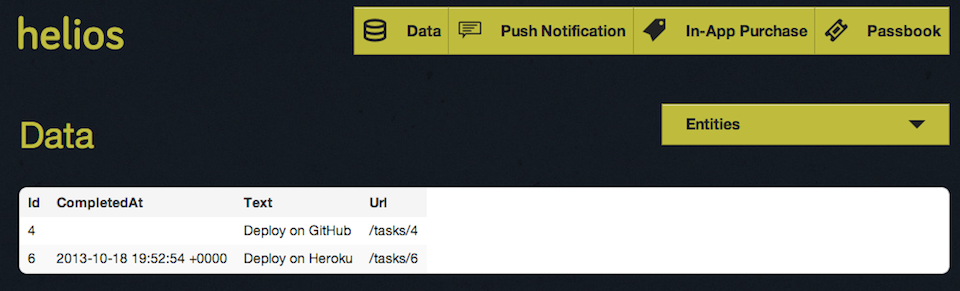 helios
Data Push Notification In-App Purchase Passbook
Data
Entities
Id CompletedAt Text Url
4 Deploy on GitHub /tasks/4
6 2013-10-18 19:52:54 +0000 Deploy on Heroku /tasks/6